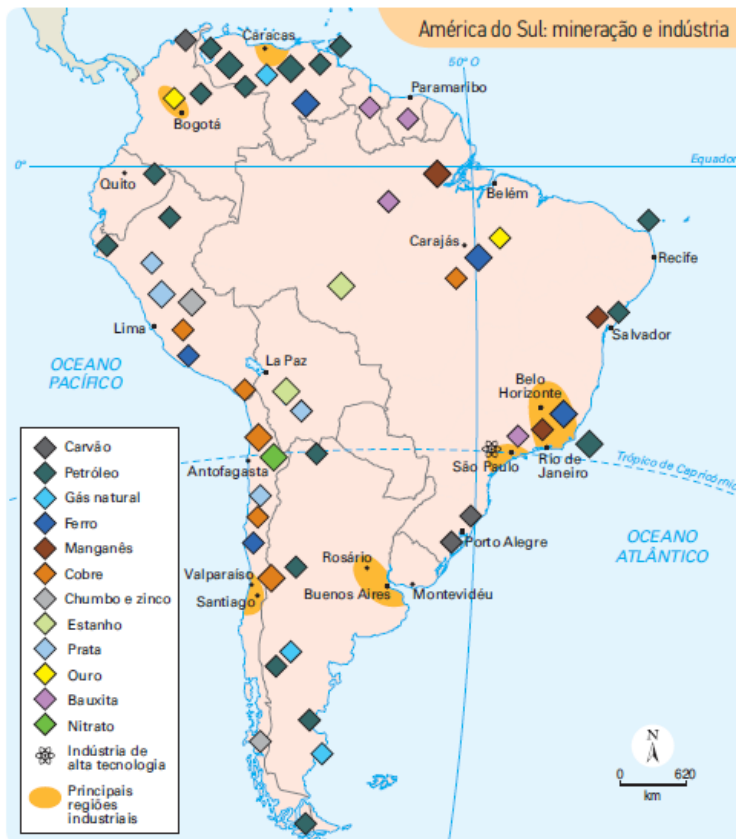 América do Sul: mineração e indústria
50° O
Caracas
Paramaribo
Bogotá
0°
Equador
Quito
Belém
Carajás
Recife
Lima
Salvador
OCEANO
PACÍFICO
La Paz
Belo
Horizonte
Antofagasta
São Paulo
Rio de
Janeiro
Trópico de Capricórnio
Porto Alegre
OCEANO
ATLÂNTICO
Rosário
Valparaíso
Santiago
Buenos Aires
Montevidéu
Carvão
Petróleo
Gás natural
Ferro
Manganês
Cobre
Chumbo e zinco
Estanho
Prata
Ouro
Bauxita
Nitrato
Indústria de
alta tecnologia
Principais
regiões
industriais
N
0 620
km